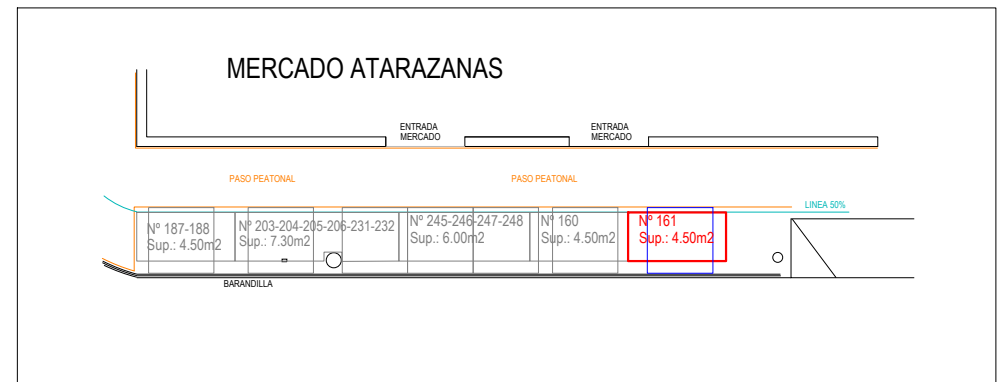 MERCADO ATARAZANAS
ENTRADA
MERCADO
ENTRADA
MERCADO
PASO PEATONAL
PASO PEATONAL
LINEA 50%
Nº 187-188
Sup.: 4.50m2
Nº 203-204-205-206-231-232
Sup.: 7.30m2
Nº 245-246-247-248
Sup.: 6.00m2
Nº 160
Sup.: 4.50m2
Nº 161
Sup.: 4.50m2
BARANDILLA